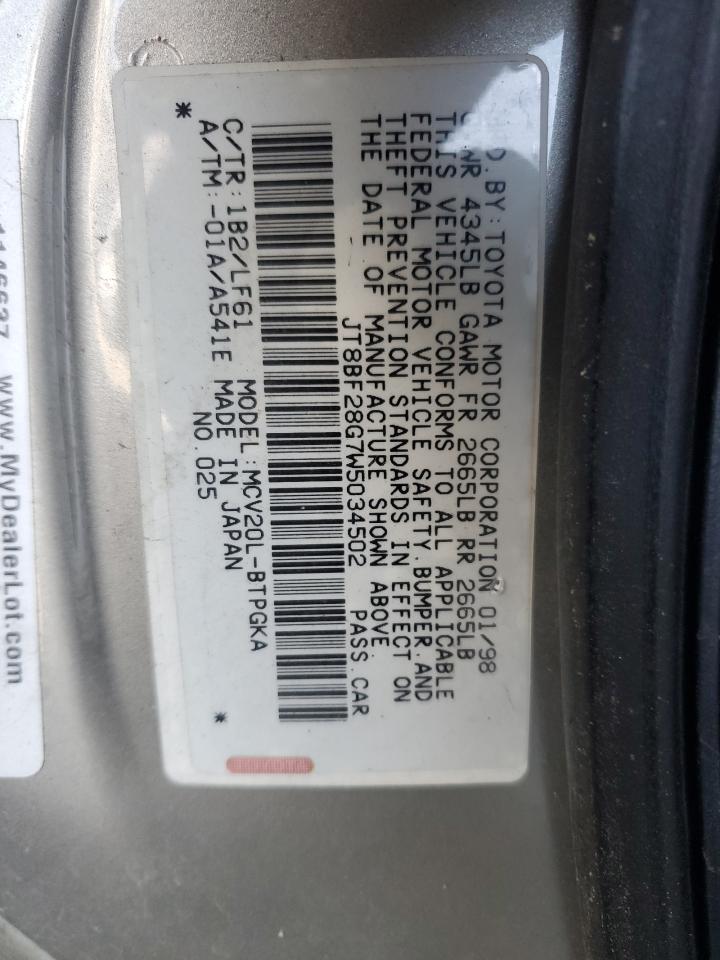 BY:TOYOTA MOTOR CORPORATION 01/98
4345LB GAWR FR 2665LB RR 2665LB
THIS VEHICLE CONFORMS TO ALL APPLICABLE
FEDERAL MOTOR VEHICLE SAFETY.BUMPER.AND
THEFT PREVENTION STANDARDS IN EFFECT ON
THE DATE OF MANUFACTURE SHOWN ABOVE.
JT8BF28G7W5034502 PASS.CAR
* *
C/TR:1B2/LF61 MODEL:MCV20L-BTPGKA
A/TM:-01A/A541E MADE IN JAPAN
NO.025
www.MyDealerLot.com